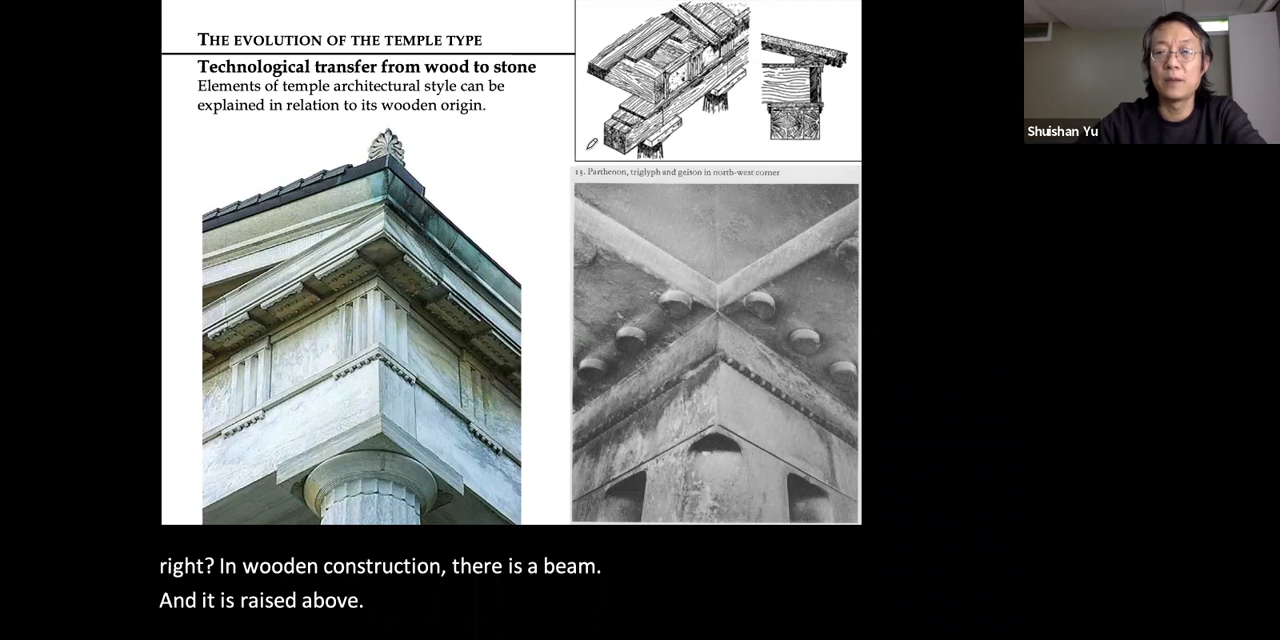 THE EVOLUTION OF THE TEMPLE TYPE
Technological transfer from wood to stone
Elements of temple architectural style can be
explained in relation to its wooden origin.
13. Parthenon, triglyph and geison in north-west corner
Shuishan Yu
right? In wooden construction, there is a beam.
And it is raised above.